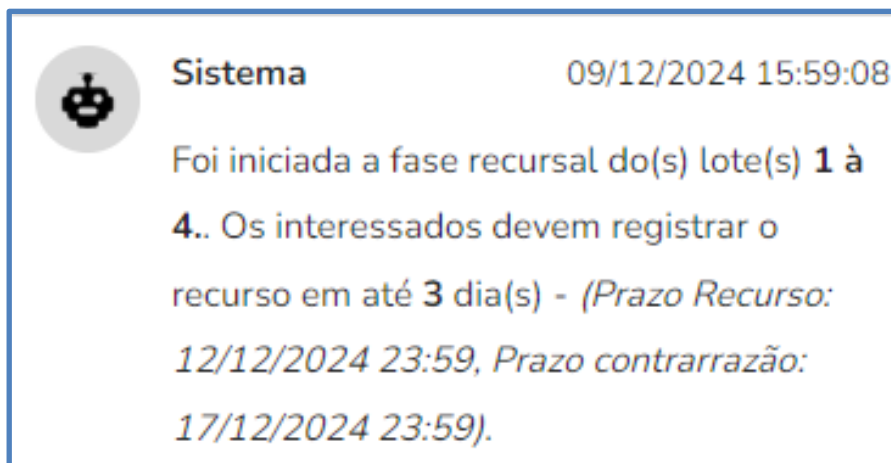 Sistema 09/12/2024 15:59:08
Foi iniciada a fase recursal do(s) lote(s) 1 à
4.. Os interessados devem registrar o
recurso em até 3 dia(s) - (Prazo Recurso:
12/12/2024 23:59, Prazo contrarrazão:
17/12/2024 23:59).